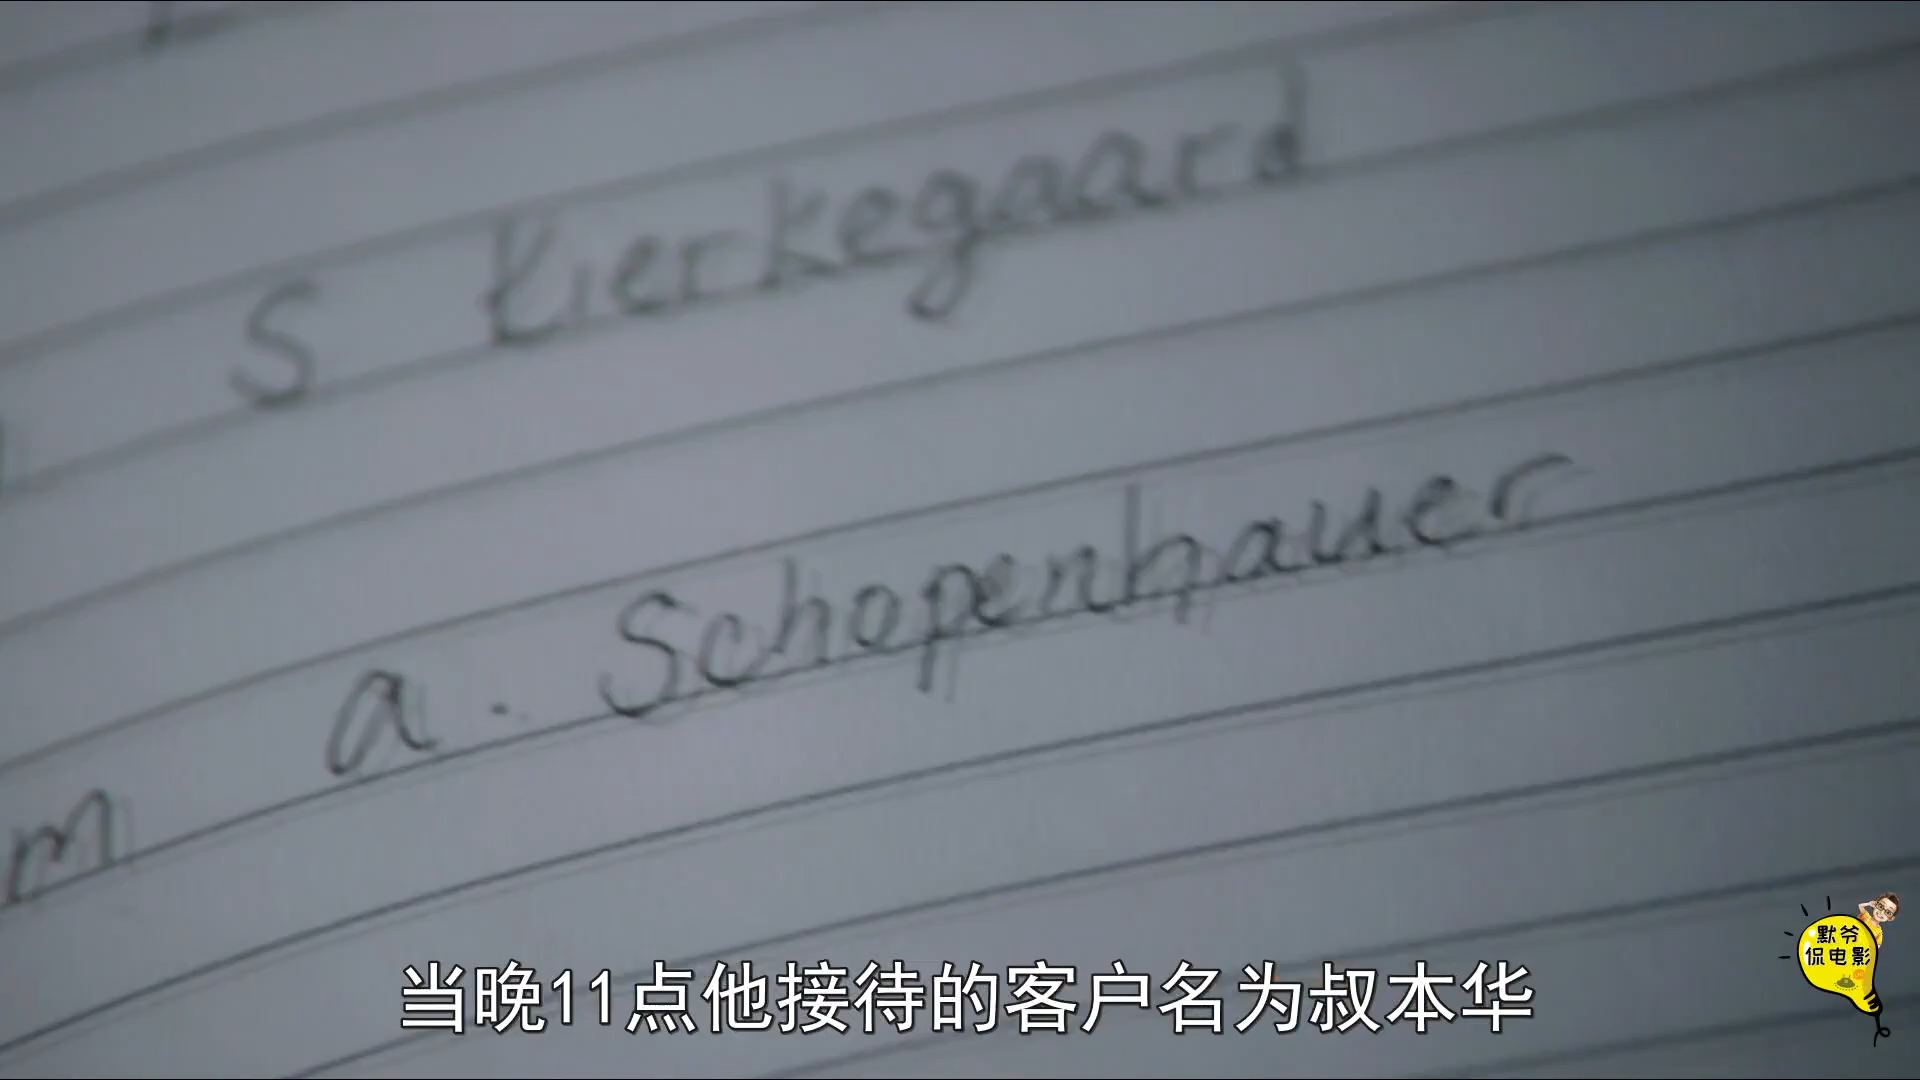 S Kierkegaard
a. Schopenhauer
m
当晚11点他接待的客户名为叔本华
默爷
侃电影